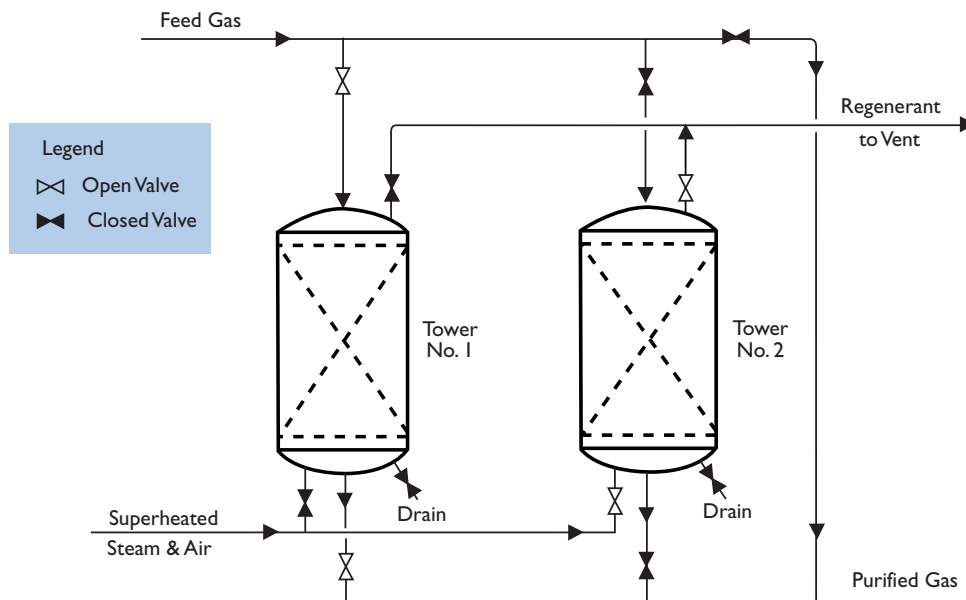 Feed Gas
Regenerant
to Vent
Legend
Open Valve
Closed Valve
Tower
No. 1
Tower
No. 2
Drain
Drain
Superheated
Steam & Air
Purified Gas